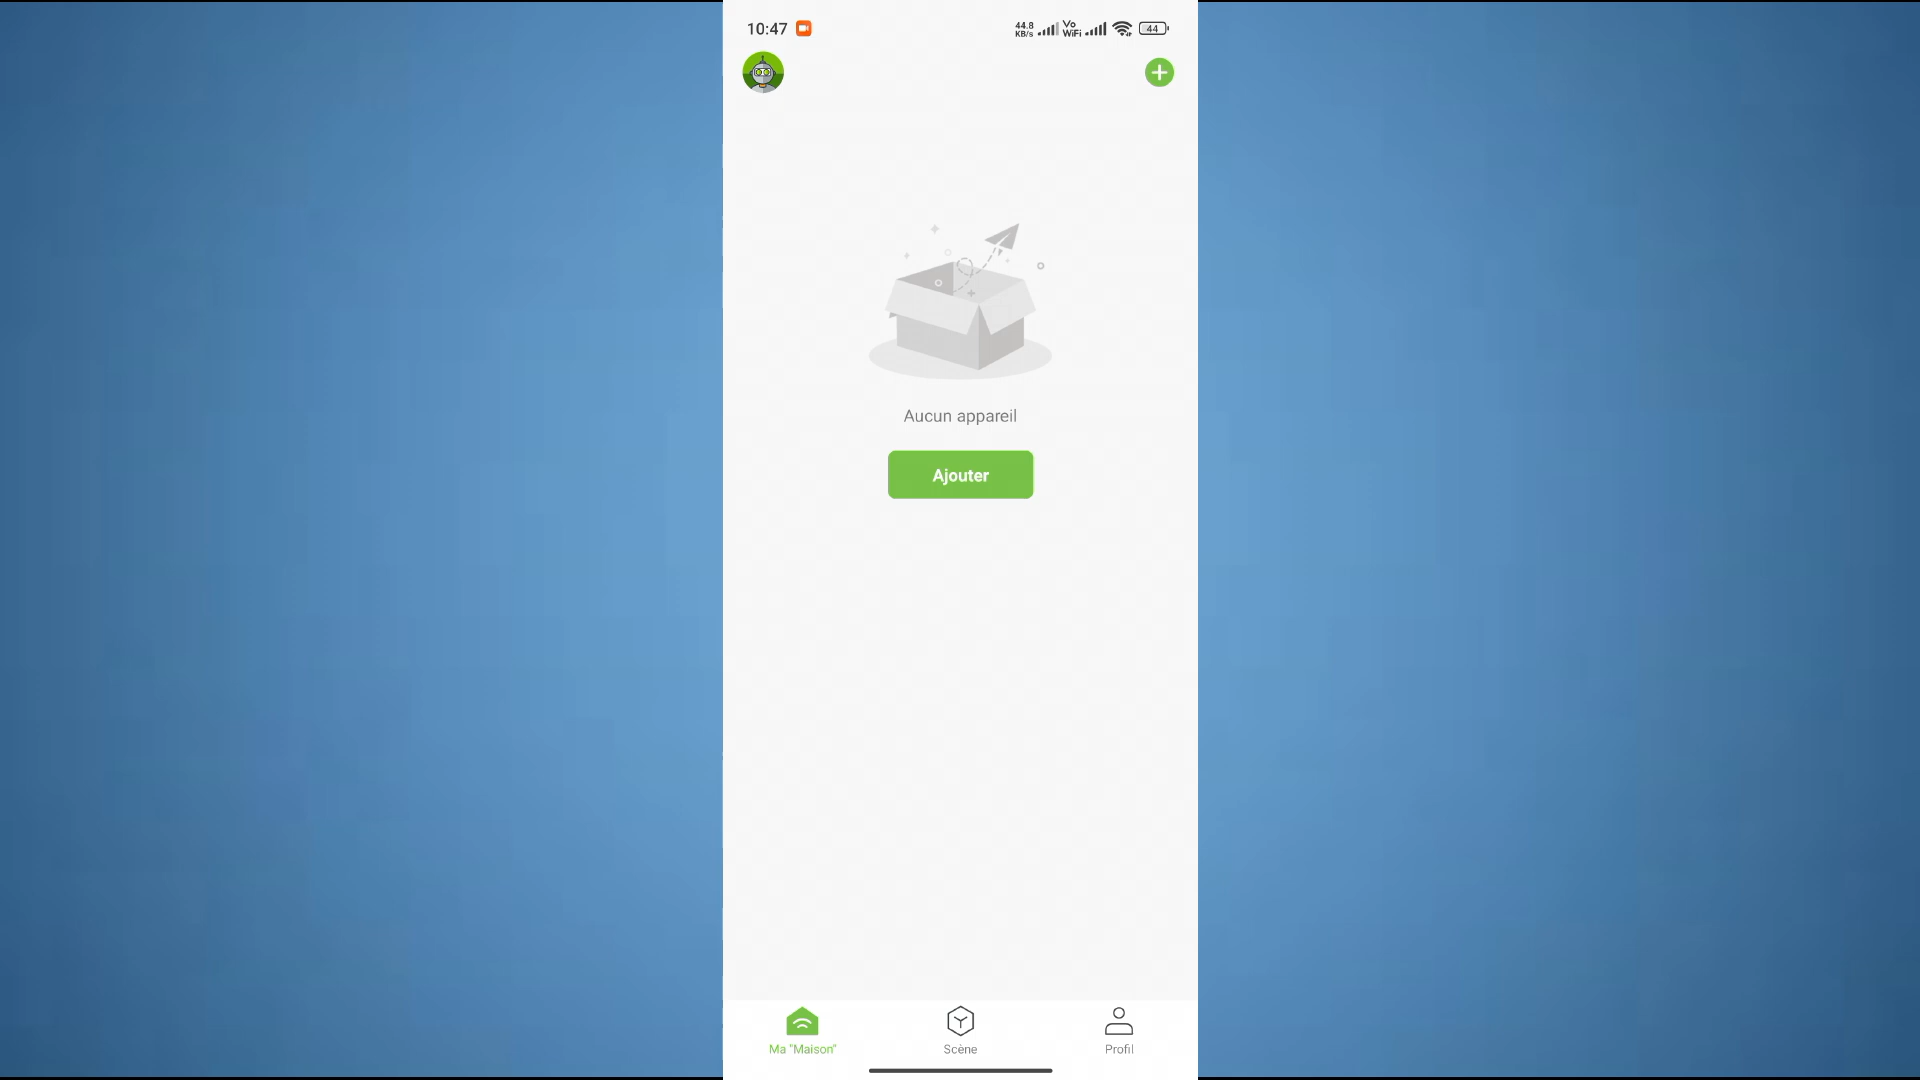 10:47
44.8
KB/s
Vo
WiFi
44
Aucun appareil
Ajouter
Ma "Maison"
Scène
Profil